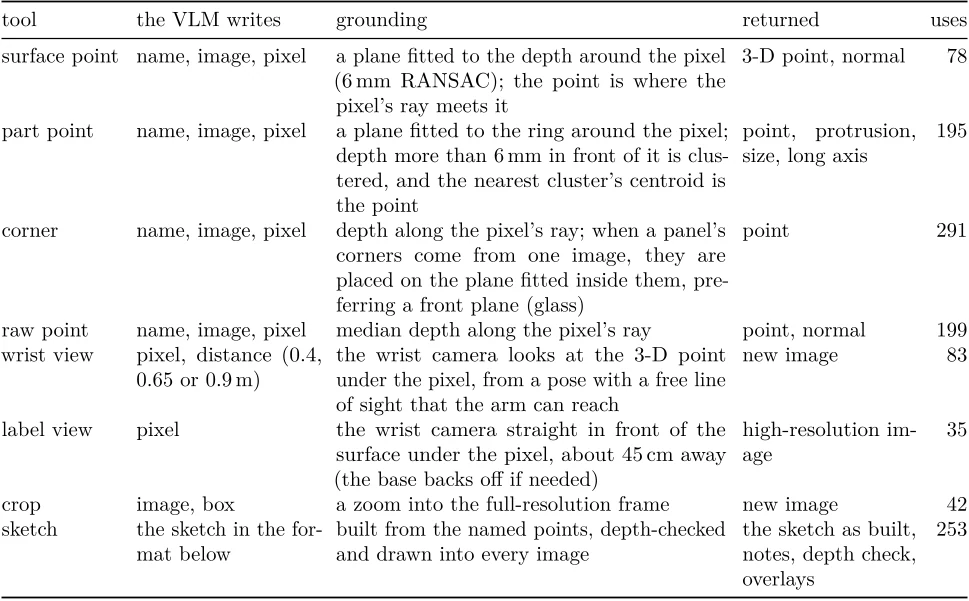 tool the VLM writes grounding returned uses
surface point name, image, pixel a plane fitted to the depth around the pixel 3-D point, normal 78
(6 mm RANSAC); the point is where the
pixel's ray meets it
part point name, image, pixel a plane fitted to the ring around the pixel; point, protrusion, 195
depth more than 6 mm in front of it is clus- size, long axis
tered, and the nearest cluster's centroid is
the point
corner name, image, pixel depth along the pixel's ray; when a panel's point 291
corners come from one image, they are
placed on the plane fitted inside them, pre-
ferring a front plane (glass)
raw point name, image, pixel median depth along the pixel's ray point, normal 199
wrist view pixel, distance (0.4, the wrist camera looks at the 3-D point new image 83
0.65 or 0.9 m) under the pixel, from a pose with a free line
of sight that the arm can reach
label view pixel the wrist camera straight in front of the high-resolution im- 35
surface under the pixel, about 45 cm away age
(the base backs off if needed)
crop image, box a zoom into the full-resolution frame new image 42
sketch the sketch in the for- built from the named points, depth-checked the sketch as built, 253
mat below and drawn into every image notes, depth check,
overlays